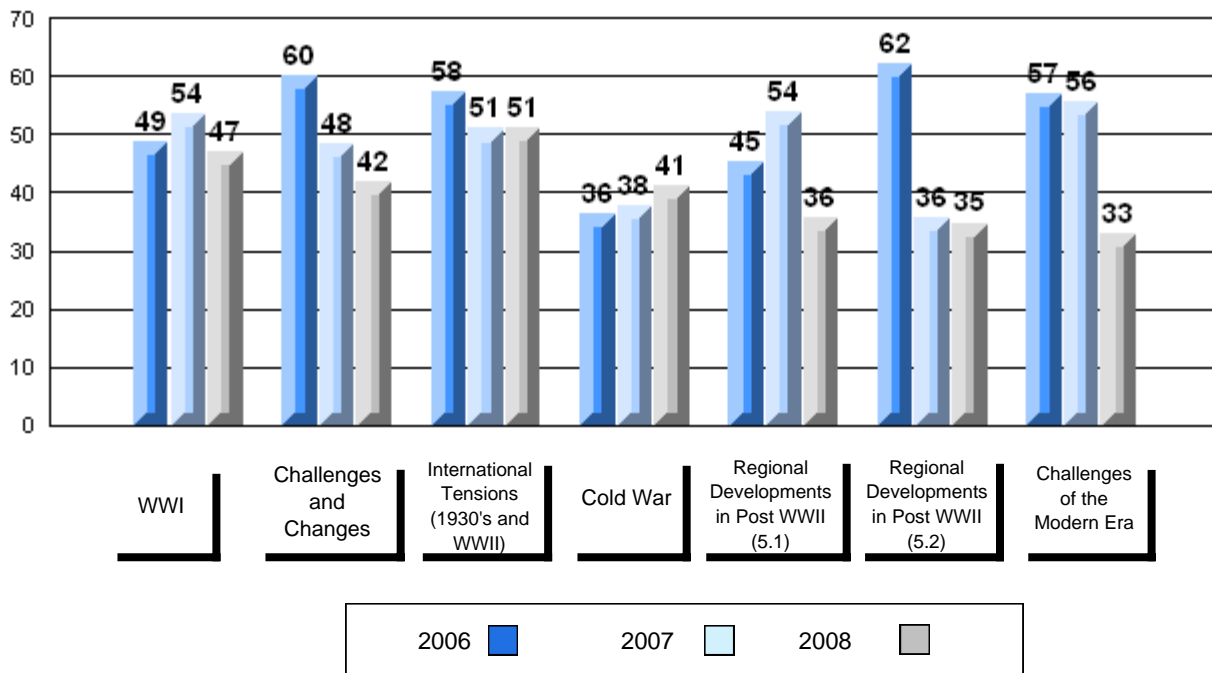 70
60
50
40
30
20
10
0
49
54
47
60
48
42
58
51
51
36
38
41
45
54
36
62
36
35
57
56
33
WWI
Challenges
and
Changes
International
Tensions
(1930's and
WWII)
Cold War
Regional
Developments
in Post WWII
(5.1)
Regional
Developments
in Post WWII
(5.2)
Challenges
of the
Modern Era
2006 2007 2008